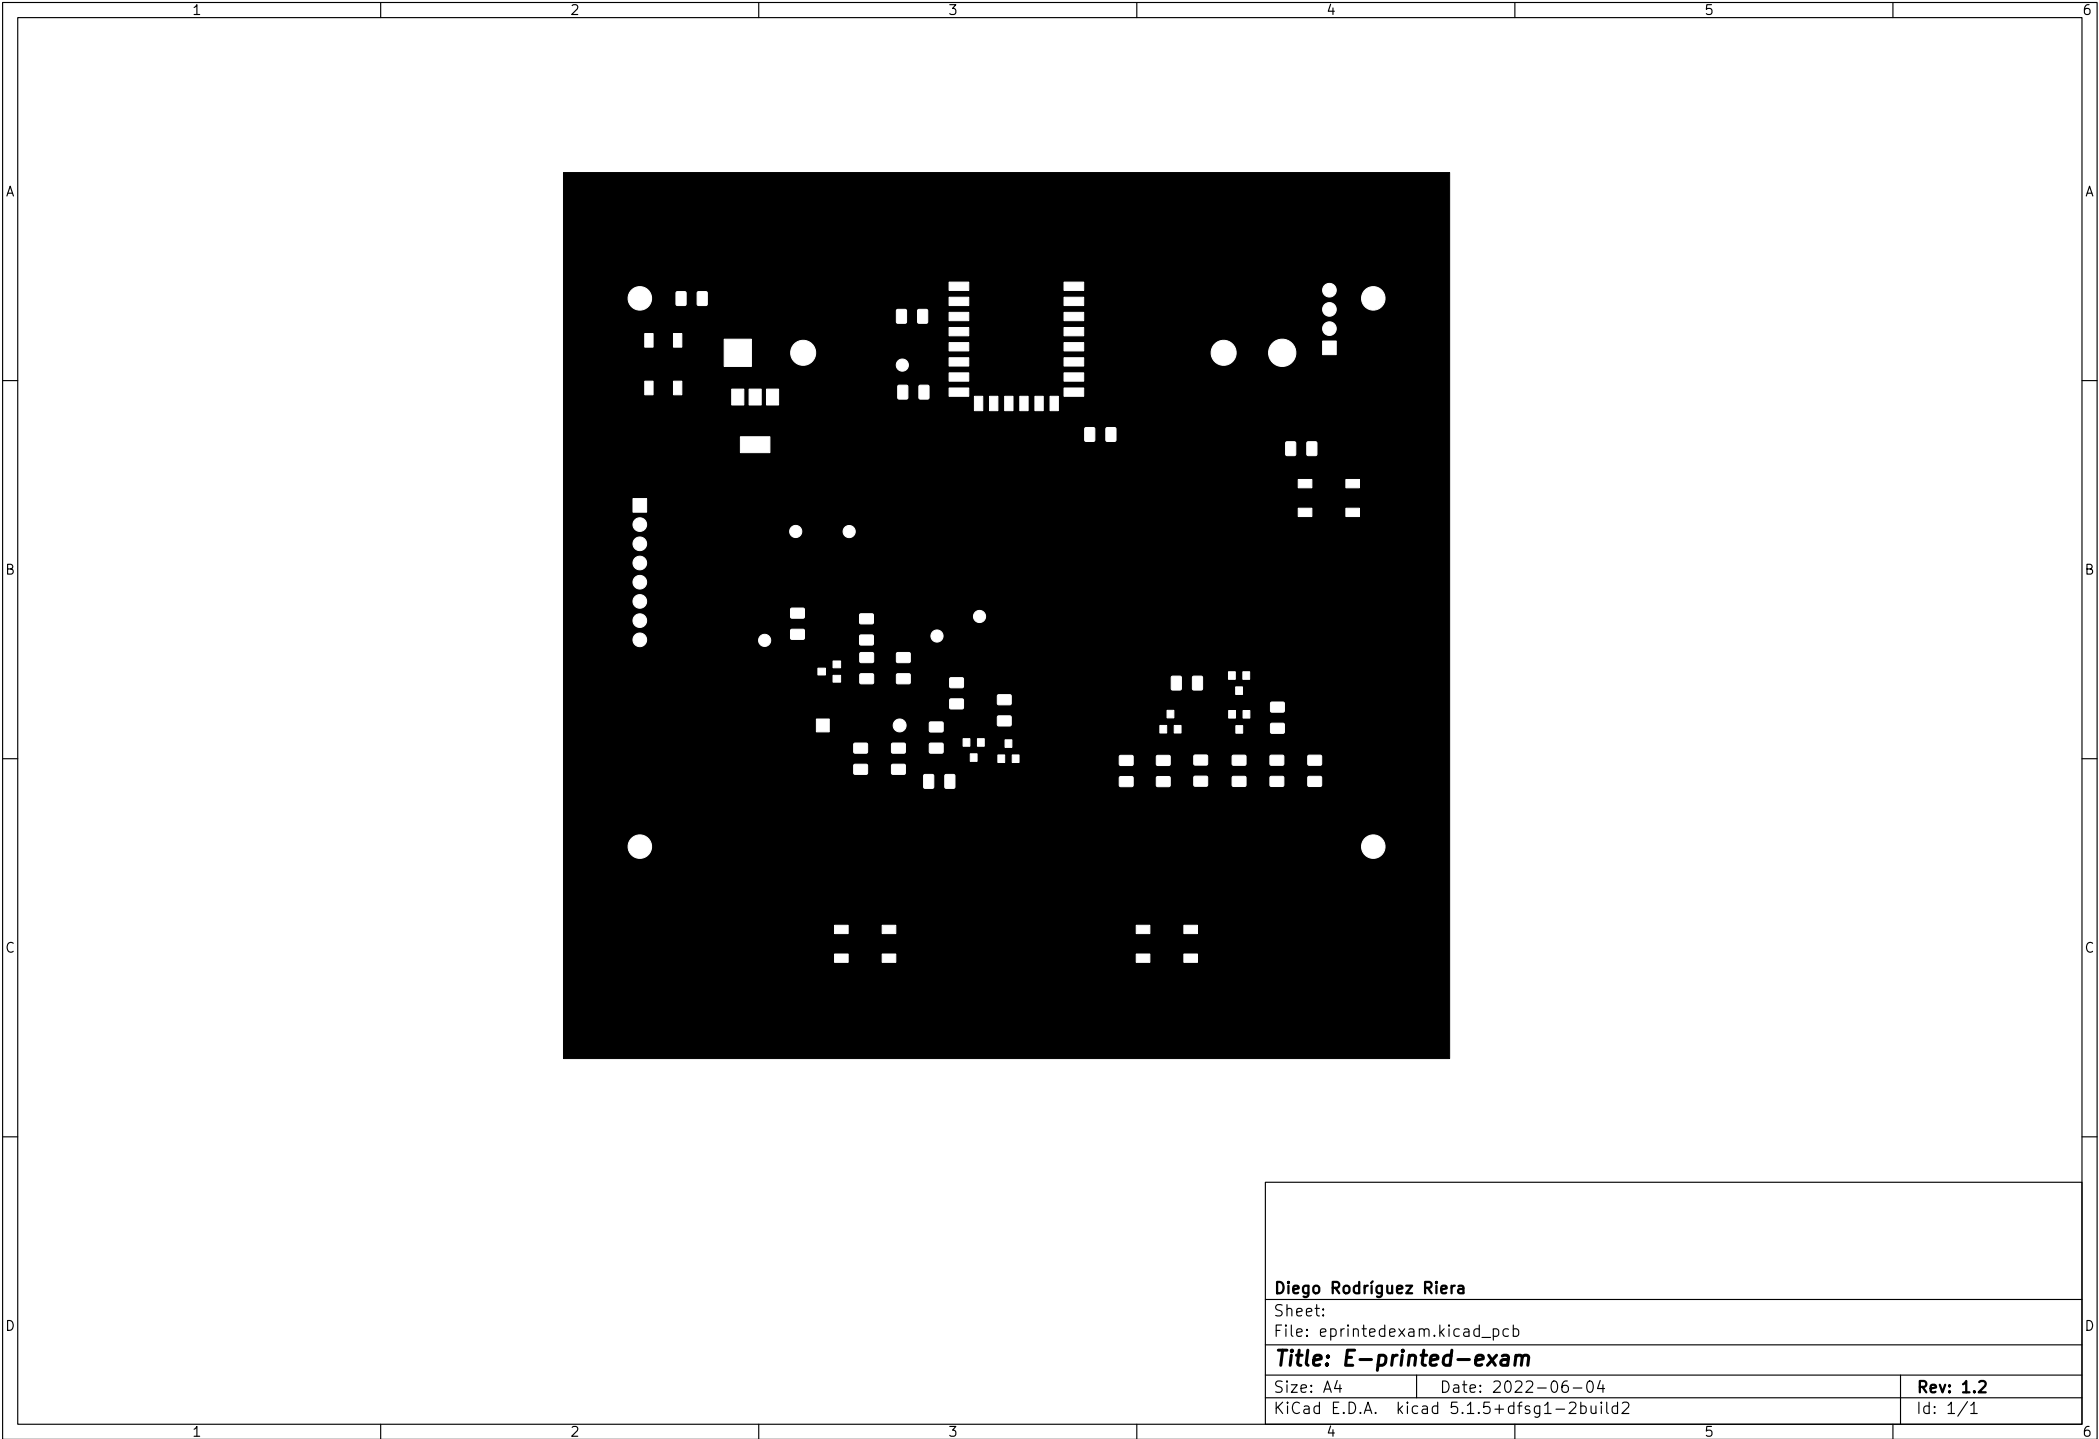 1 2 3 4 5 6
A A
B B
C C
Diego Rodríguez Riera
Sheet:
File: eprintedexam.kicad_pcb
D D
Title: E-printed-exam
Size: A4 Date: 2022-06-04 Rev: 1.2
KiCad E.D.A. kicad 5.1.5+dfsg1-2build2 Id: 1/1
1 2 3 4 5 6